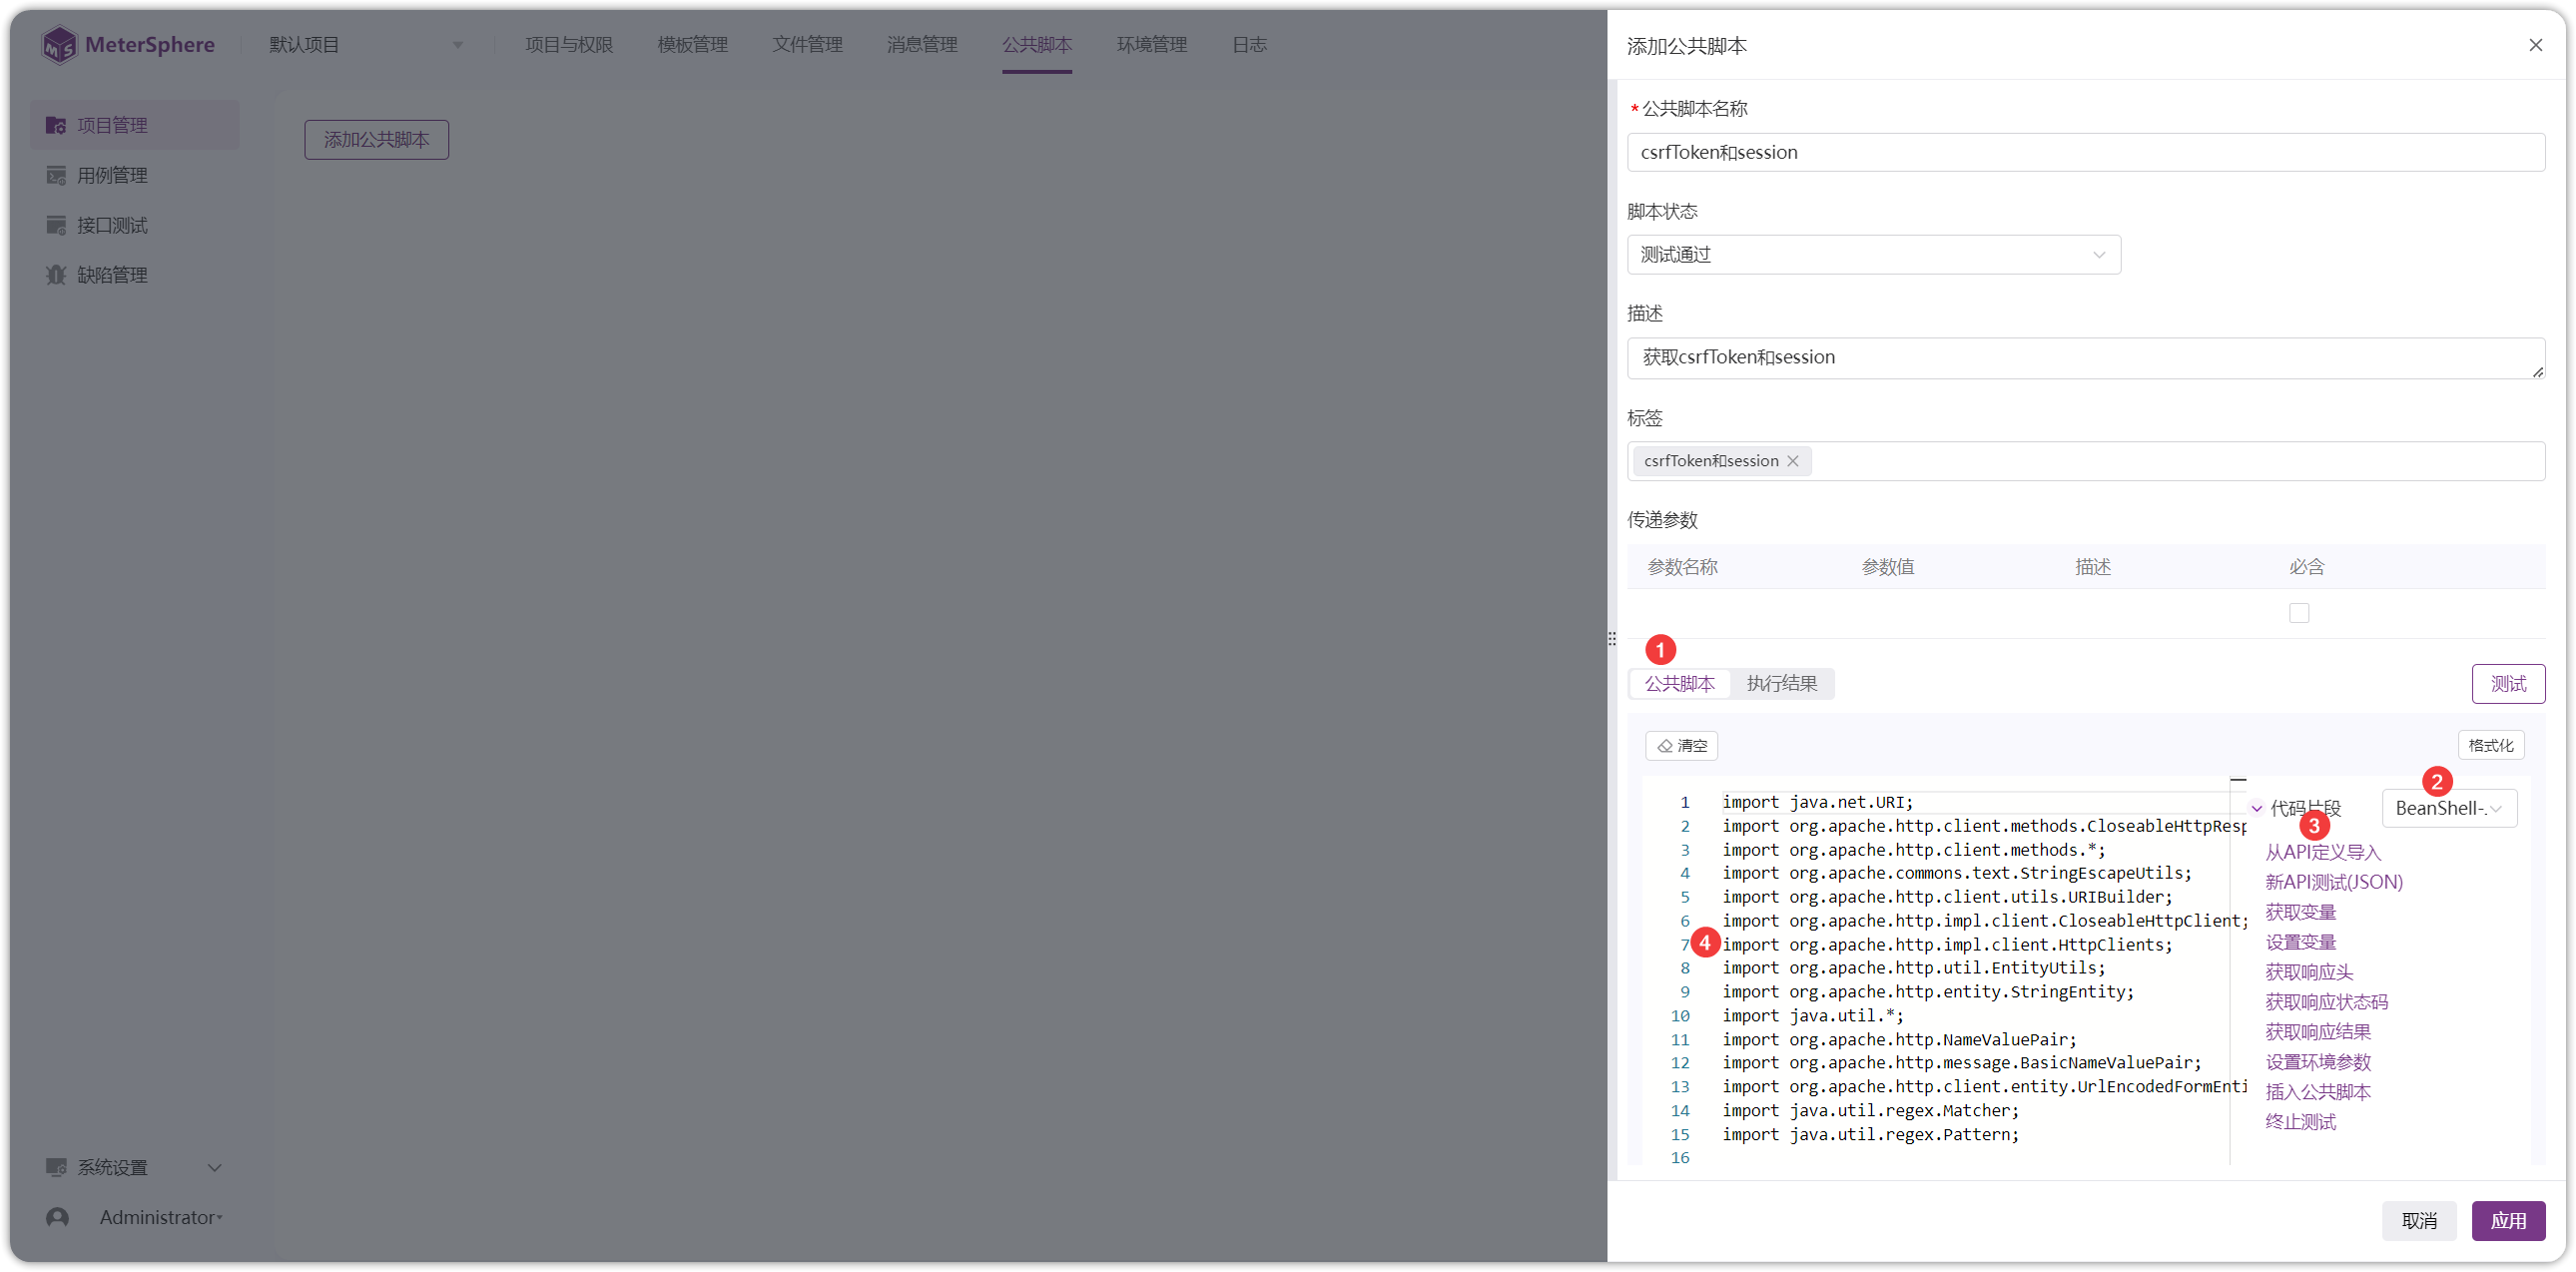 MeterSphere
默认项目
项目与权限
模板管理
文件管理
消息管理
公共脚本
环境管理
日志
项目管理
用例管理
接口测试
缺陷管理
系统设置
Administrator
添加公共脚本
添加公共脚本
* 公共脚本名称
csrfToken和session
脚本状态
测试通过
描述
获取csrfToken和session
标签
csrfToken和session
传递参数
参数名称 参数值 描述 必含
1
公共脚本 执行结果
测试
清空
格式化
1 import java.net.URI;
2 import org.apache.http.client.methods.CloseableHttpResp
3 import org.apache.http.client.methods.*;
4 import org.apache.commons.text.StringEscapeUtils;
5 import org.apache.http.client.utils.URIBuilder;
6 import org.apache.http.impl.client.CloseableHttpClient;
7 4 import org.apache.http.impl.client.HttpClients;
8 import org.apache.http.util.EntityUtils;
9 import org.apache.http.entity.StringEntity;
10 import java.util.*;
11 import org.apache.http.NameValuePair;
12 import org.apache.http.message.BasicNameValuePair;
13 import org.apache.http.client.entity.UrlEncodedFormEnti
14 import java.util.regex.Matcher;
15 import java.util.regex.Pattern;
16
2
代码片段
BeanShell-.
3
从API定义导入
新API测试(JSON)
获取变量
设置变量
获取响应头
获取响应状态码
获取响应结果
设置环境参数
插入公共脚本
终止测试
取消
应用